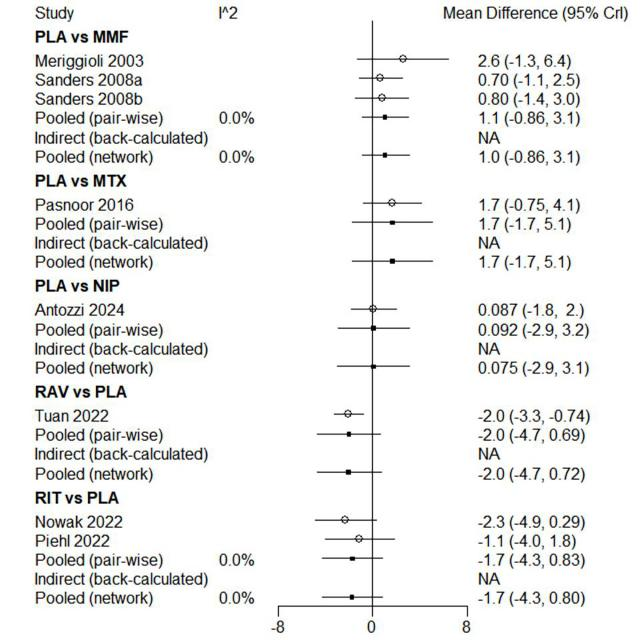 Study I^2 Mean Difference (95% CrI)
PLA vs MMF
Meriggioli 2003 2.6 (-1.3, 6.4)
Sanders 2008a 0.70 (-1.1, 2.5)
Sanders 2008b 0.80 (-1.4, 3.0)
Pooled (pair-wise) 0.0% 1.1 (-0.86, 3.1)
Indirect (back-calculated) NA
Pooled (network) 0.0% 1.0 (-0.86, 3.1)
PLA vs MTX
Pasnoor 2016 1.7 (-0.75, 4.1)
Pooled (pair-wise) 1.7 (-1.7, 5.1)
Indirect (back-calculated) NA
Pooled (network) 1.7 (-1.7, 5.1)
PLA vs NIP
Antozzi 2024 0.087 (-1.8, 2.)
Pooled (pair-wise) 0.092 (-2.9, 3.2)
Indirect (back-calculated) NA
Pooled (network) 0.075 (-2.9, 3.1)
RAV vs PLA
Tuan 2022 -2.0 (-3.3, -0.74)
Pooled (pair-wise) -2.0 (-4.7, 0.69)
Indirect (back-calculated) NA
Pooled (network) -2.0 (-4.7, 0.72)
RIT vs PLA
Nowak 2022 -2.3 (-4.9, 0.29)
Piehl 2022 -1.1 (-4.0, 1.8)
Pooled (pair-wise) 0.0% -1.7 (-4.3, 0.83)
Indirect (back-calculated) NA
Pooled (network) 0.0% -1.7 (-4.3, 0.80)
-8 0 8